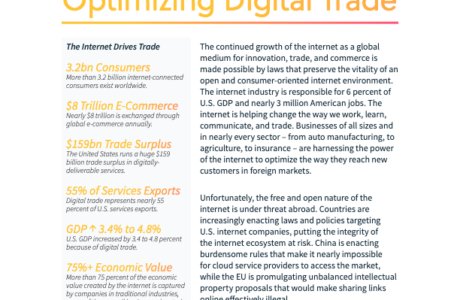 Optimizing Digital Trade
The Internet Drives Trade
3.2bn Consumers
More than 3.2 billion internet-connected
consumers exist worldwide.
$8 Trillion E-Commerce
Nearly $8 trillion is exchanged through
global e-commerce annually.
$159bn Trade Surplus
The United States runs a huge $159
billion trade surplus in digitally-
deliverable services.
55% of Services Exports
Digital trade represents nearly 55
percent of U.S. services exports.
GDP ↑ 3.4% to 4.8%
U.S. GDP increased by 3.4 to 4.8 percent
because of digital trade.
75%+ Economic Value
More than 75 percent of the economic
value created by the internet is captured
by companies in traditional industries,
The continued growth of the internet as a global
medium for innovation, trade, and commerce is
made possible by laws that preserve the vitality of an
open and consumer-oriented internet environment.
The internet industry is responsible for 6 percent of
U.S. GDP and nearly 3 million American jobs. The
internet is helping change the way we work, learn,
communicate, and trade. Businesses of all sizes and
in nearly every sector – from auto manufacturing, to
agriculture, to insurance – are harnessing the power
of the internet to optimize the way they reach new
customers in foreign markets.
Unfortunately, the free and open nature of the
internet is under threat abroad. Countries are
increasingly enacting laws and policies targeting
U.S. internet companies, putting the integrity of
the internet ecosystem at risk. China is enacting
burdensome rules that make it nearly impossible
for cloud service providers to access the market,
while the EU is promulgating unbalanced intellectual
property proposals that would make sharing links
online effectively illegal